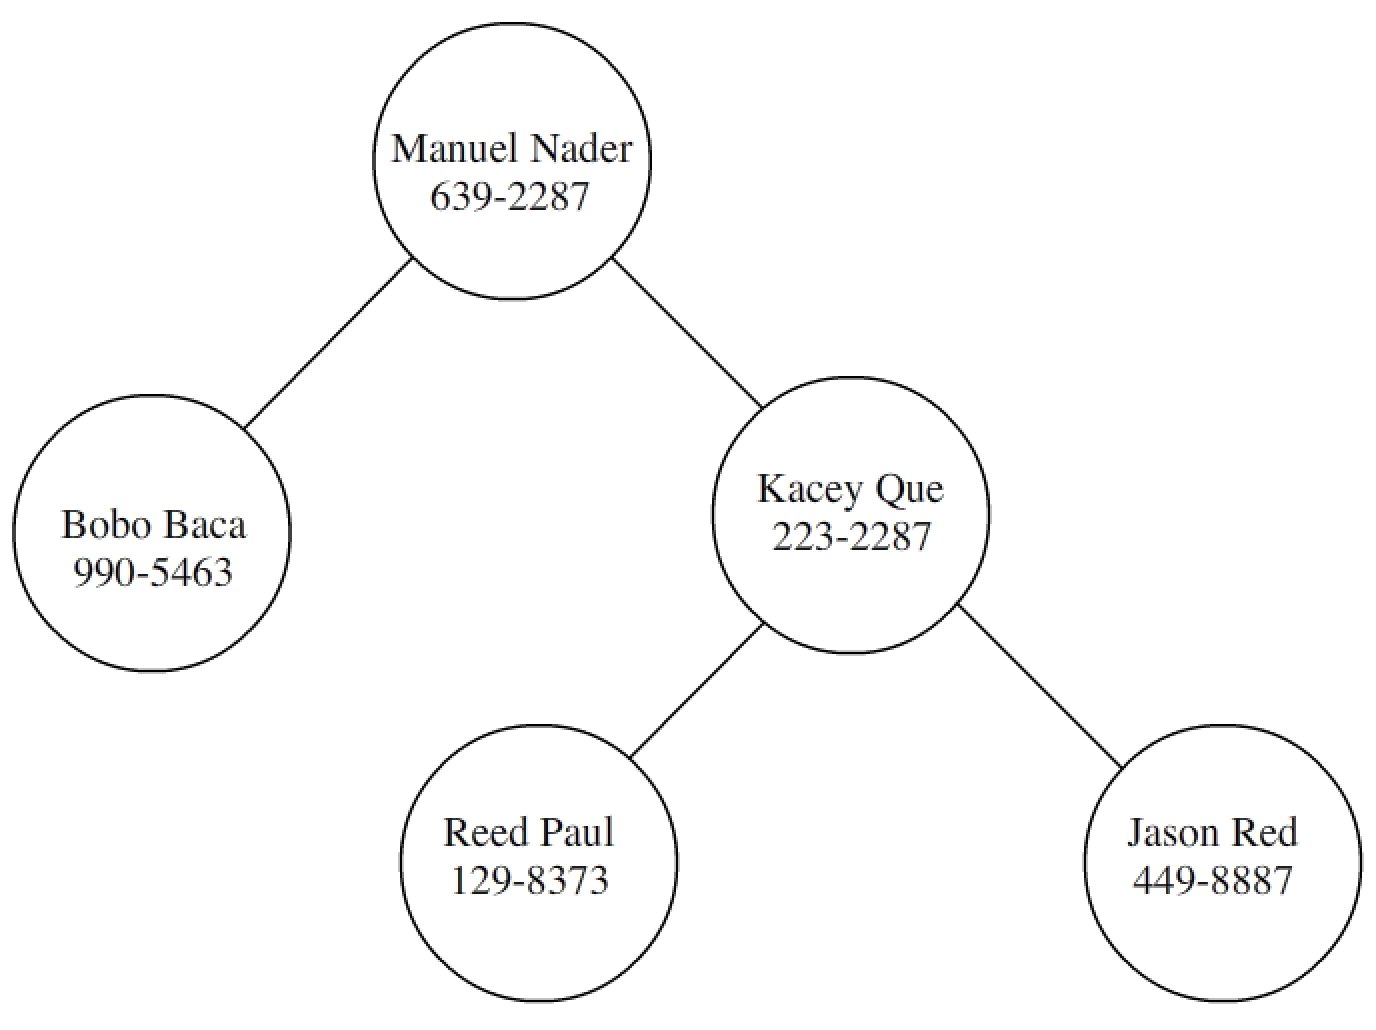 Manuel Nader
639-2287
Bobo Baca
990-5463
Kacey Que
223-2287
Reed Paul
129-8373
Jason Red
449-8887